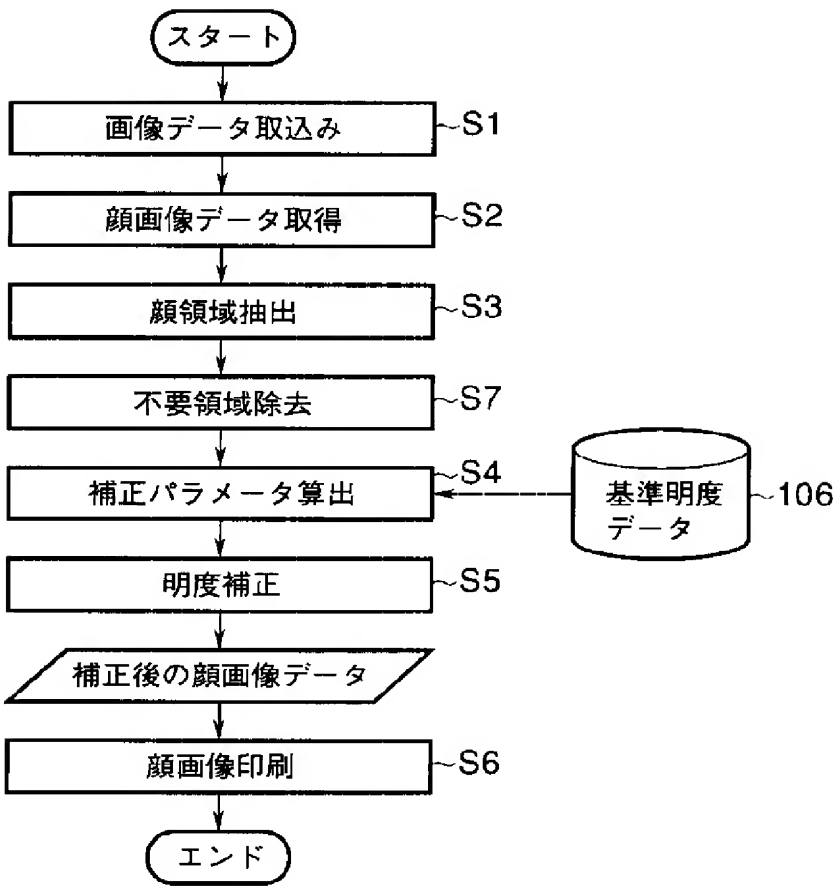 スタート
画像データ取込み
~S1
顔画像データ取得
~S2
顔領域抽出
~S3
不要領域除去
~S7
補正パラメータ算出
~S4
基準明度
データ
~106
明度補正
~S5
補正後の顔画像データ
顔画像印刷
~S6
エンド